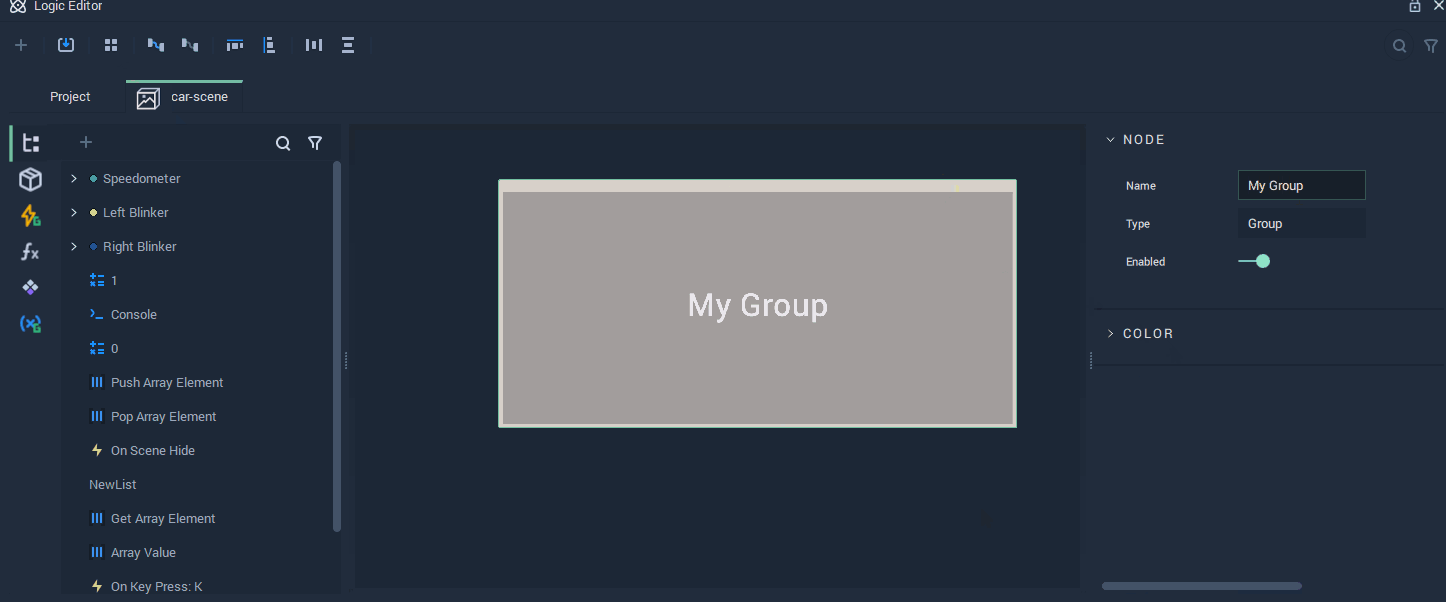 Logic Editor
Project
car-scene
Speedometer
Left Blinker
Right Blinker
1
Console
0
Push Array Element
Pop Array Element
On Scene Hide
NewList
Get Array Element
Array Value
On Key Press: K
My Group
NODE
Name My Group
Type Group
Enabled
COLOR